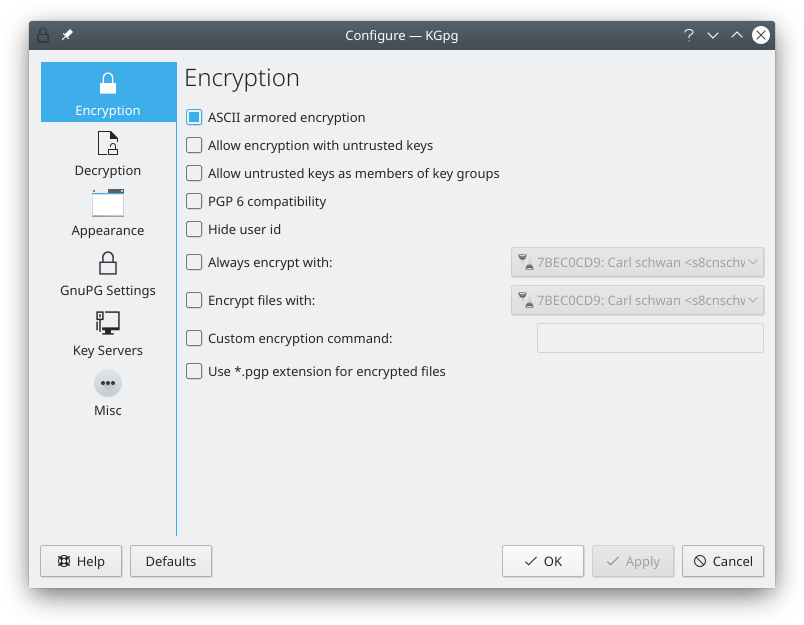 Configure — KGpg
Encryption
Decryption
Appearance
GnuPG Settings
Key Servers
Misc
Encryption
ASCII armored encryption
Allow encryption with untrusted keys
Allow untrusted keys as members of key groups
PGP 6 compatibility
Hide user id
Always encrypt with: 7BEC0CD9: Carl schwan <s8cnschw
Encrypt files with: 7BEC0CD9: Carl schwan <s8cnschw
Custom encryption command:
Use *.pgp extension for encrypted files
Help Defaults OK Apply Cancel